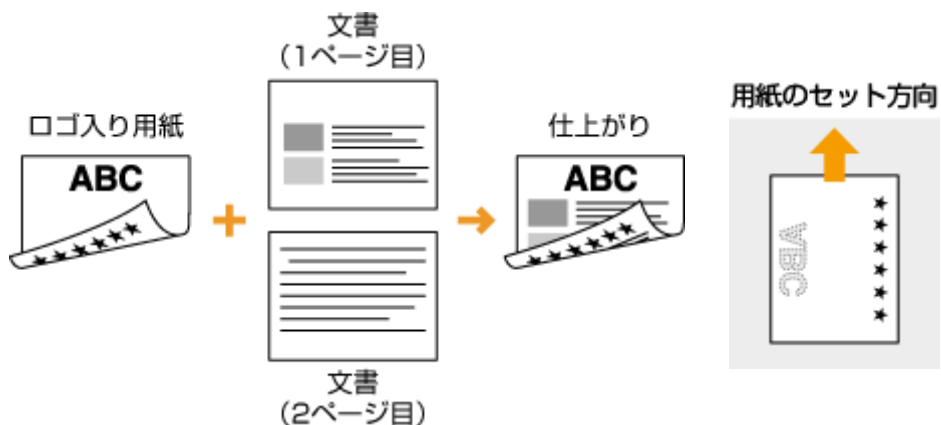 文書
(1ページ目)
ロゴ入り用紙
ABC
★★★★★★
文書
(2ページ目)
仕上がり
ABC
★★★★★★
用紙のセット方向
ABC
★★★★★★